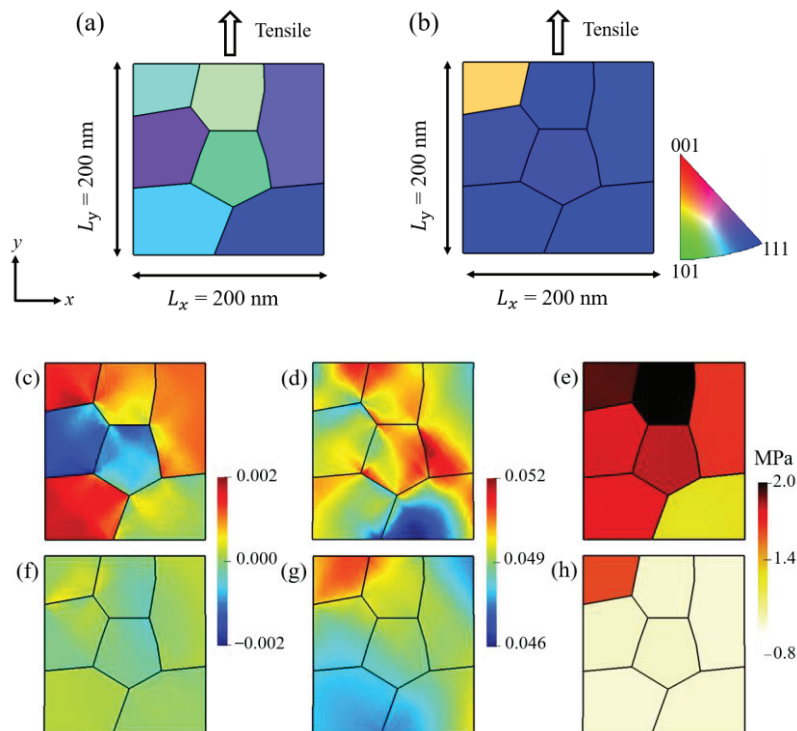 (a)
Tensile
(b)
Tensile
L_y = 200 nm
L_y = 200 nm
001
111
101
y
x
L_x = 200 nm
L_x = 200 nm
(c)
(d)
(e)
MPa
0.002
0.052
2.0
0.000
0.049
1.4
(f)
(g)
(h)
−0.002
0.046
0.8